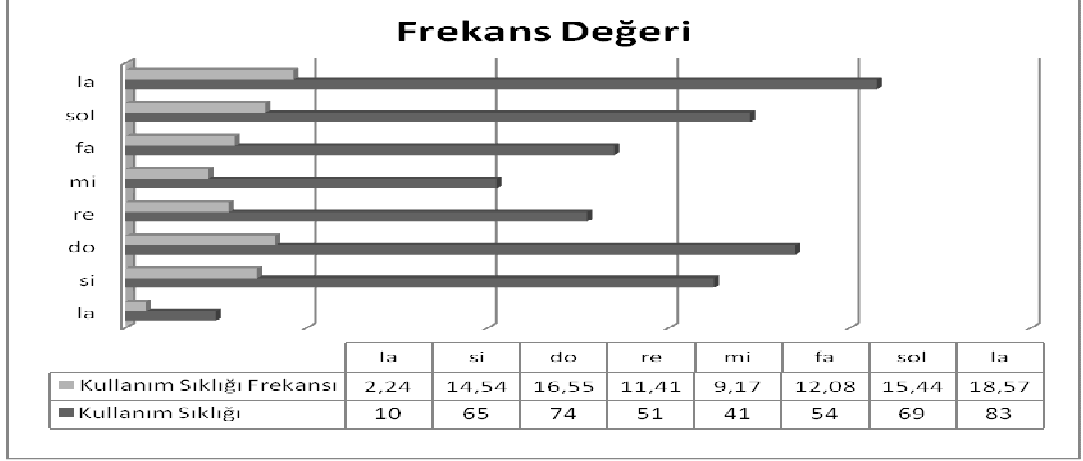 Frekans Değeri
la
sol
fa
mi
re
do
si
la
la si do re mi fa sol la
Kullanım Sıklığı Frekansı 2,24 14,54 16,55 11,41 9,17 12,08 15,44 18,57
Kullanım Sıklığı 10 65 74 51 41 54 69 83